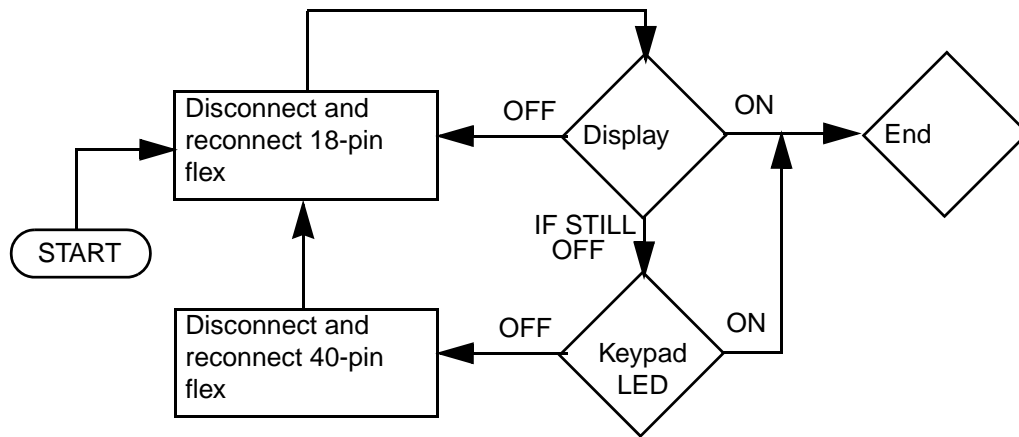 Disconnect and
reconnect 18-pin
flex
OFF
Display
ON
End
START
IF STILL
OFF
Disconnect and
reconnect 40-pin
flex
OFF
Keypad
LED
ON